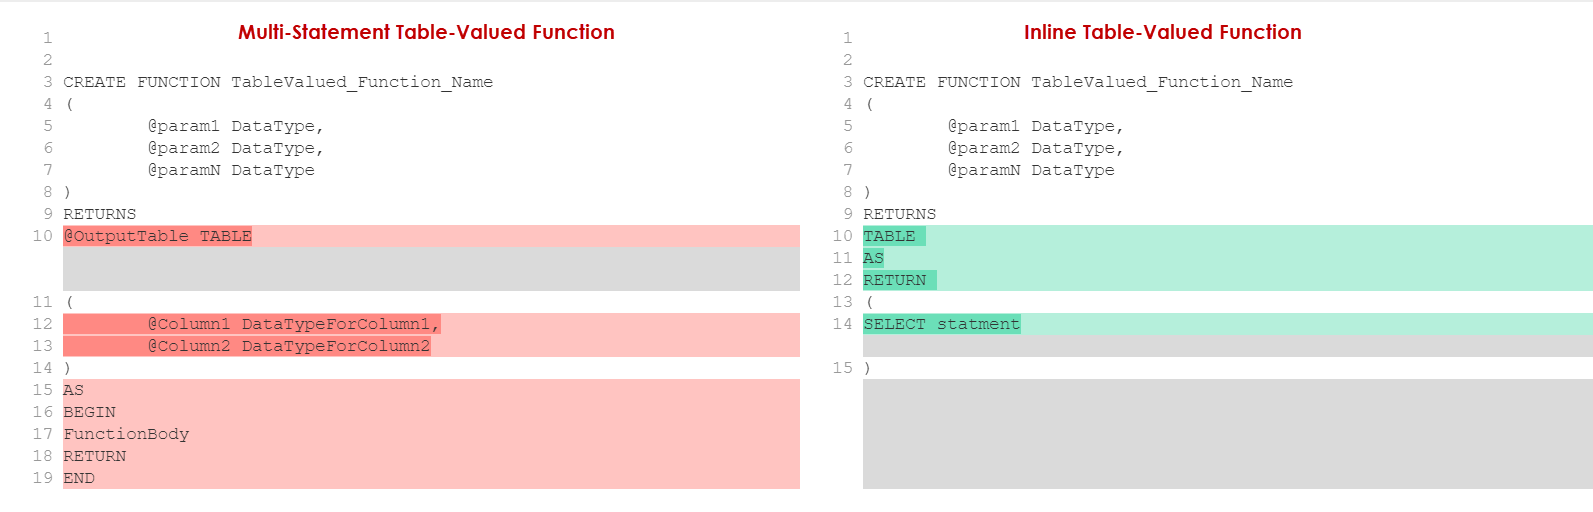 Multi-Statement Table-Valued Function
1
2
3 CREATE FUNCTION TableValued_Function_Name
4 (
5 @param1 DataType,
6 @param2 DataType,
7 @paramN DataType
8 )
9 RETURNS
10 @OutputTable TABLE
11 (
12 @Column1 DataTypeForColumn1,
13 @Column2 DataTypeForColumn2
14 )
15 AS
16 BEGIN
17 FunctionBody
18 RETURN
19 END
Inline Table-Valued Function
1
2
3 CREATE FUNCTION TableValued_Function_Name
4 (
5 @param1 DataType,
6 @param2 DataType,
7 @paramN DataType
8 )
9 RETURNS
10 TABLE
11 AS
12 RETURN
13 (
14 SELECT statment
15 )